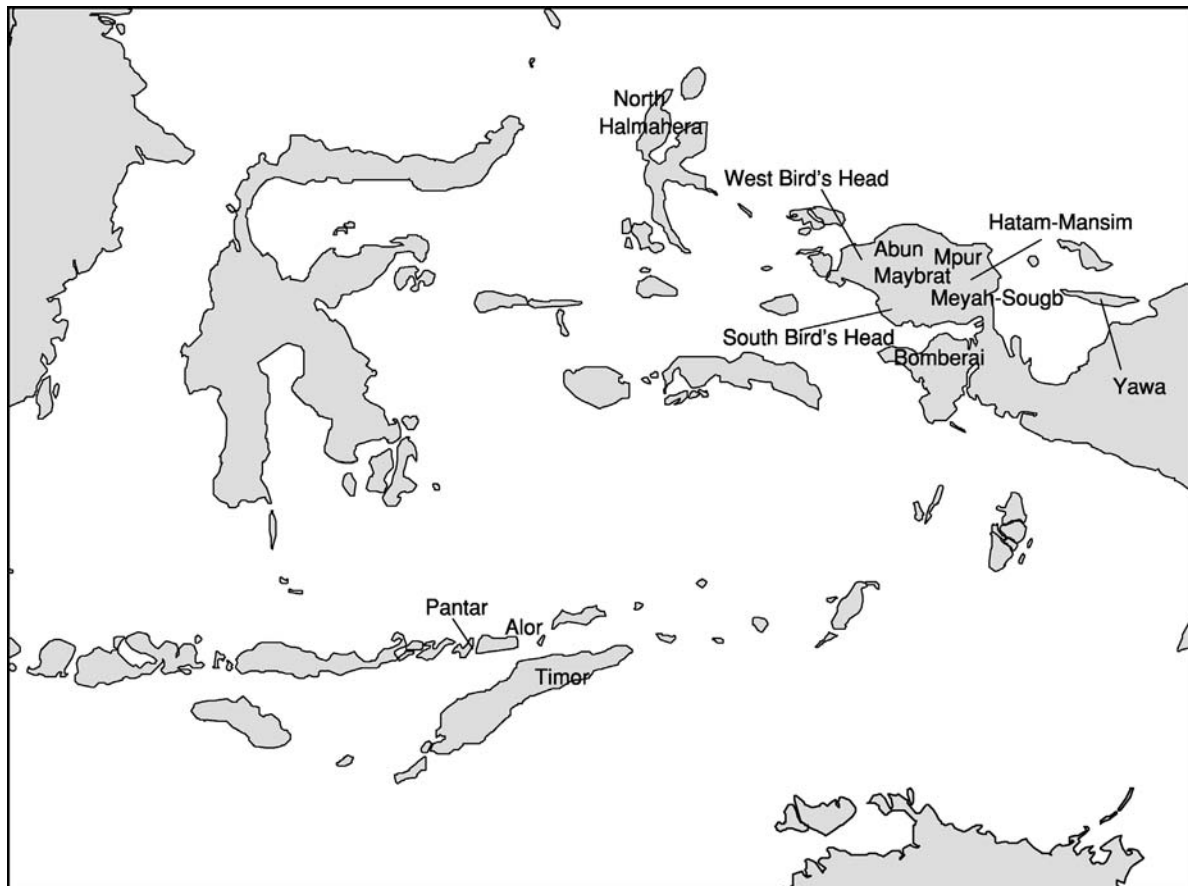 North
Halmahera
West Bird's Head
Hatam-Mansim
Abun
Mpur
Maybrat
Meyah-Sougb
South Bird's Head
Bomberai
Yawa
Pantar
Alor
Timor